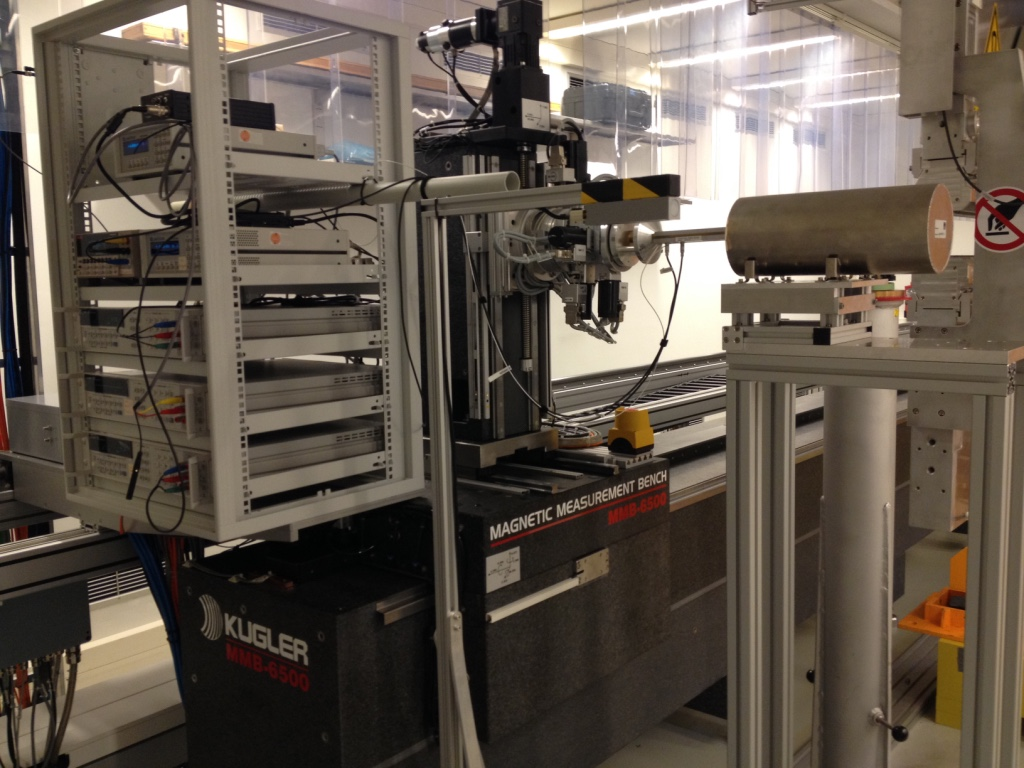 MAGNETIC MEASUREMENT BENCH
MMB-6500
KUGLER
MMB-6500